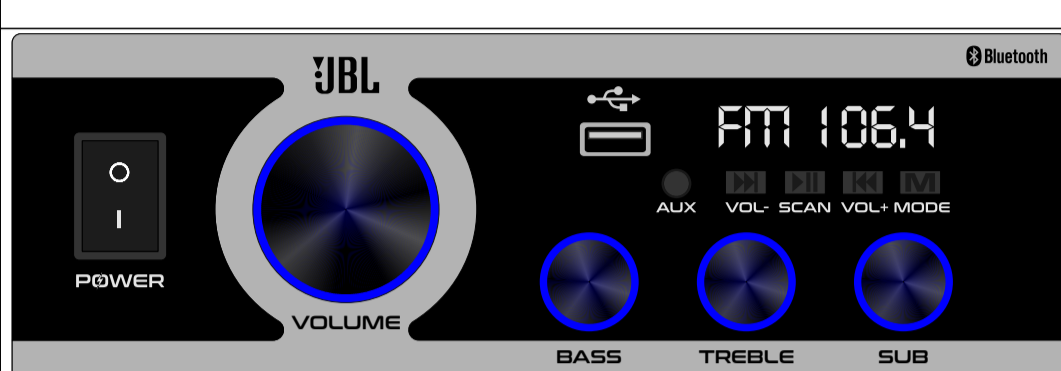 JBL
Bluetooth
FM 106.4
AUX
VOL- SCAN VOL+ MODE
M
POWER
VOLUME
BASS TREBLE SUB